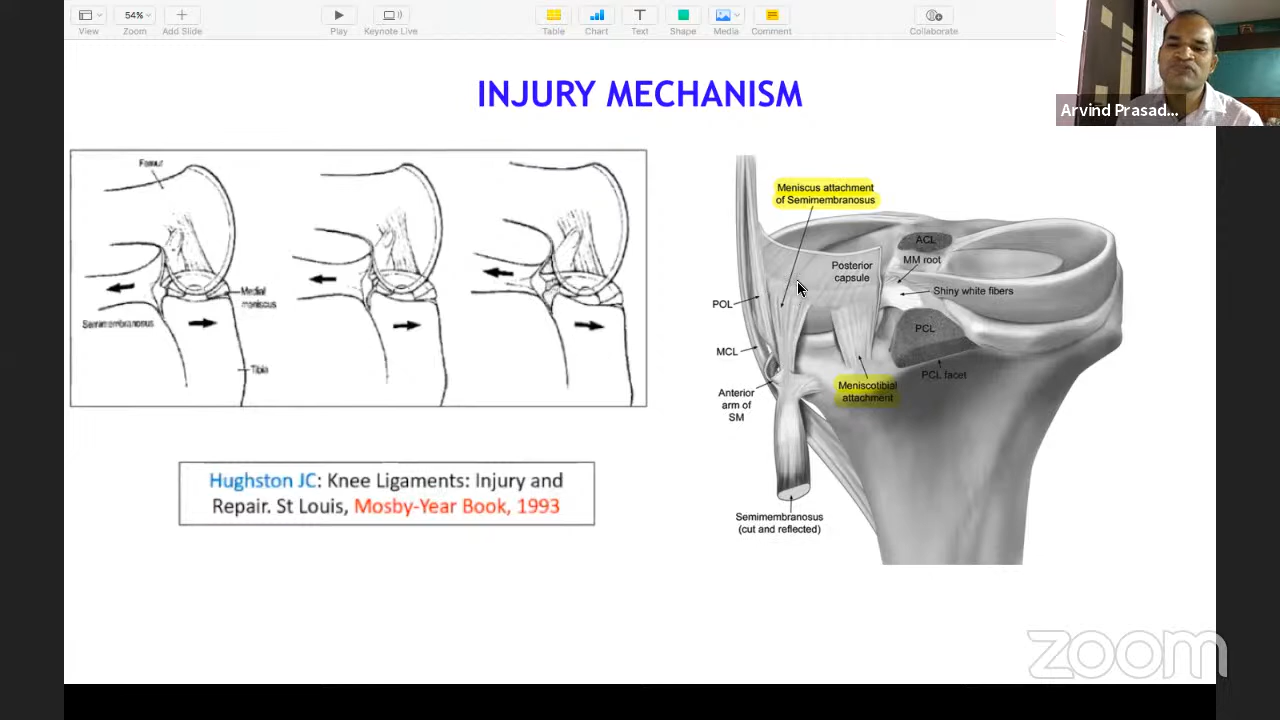 View
54%
Zoom
Add Slide
Play
Keynote Live
Table
Chart
Text
Shape
Media
Comment
Collaborate
Arvind Prasad...
INJURY MECHANISM
Femur
Medial
meniscus
Semimembranosus
Tibia
Hughston JC: Knee Ligaments: Injury and
Repair. St Louis, Mosby-Year Book, 1993
Meniscus attachment
of Semimembranosus
ACL
Posterior
capsule
MM root
Shiny white fibers
POL
PCL
MCL
PCL facet
Anterior
arm of
SM
Meniscotibial
attachment
Semimembranosus
(cut and reflected)
zoom